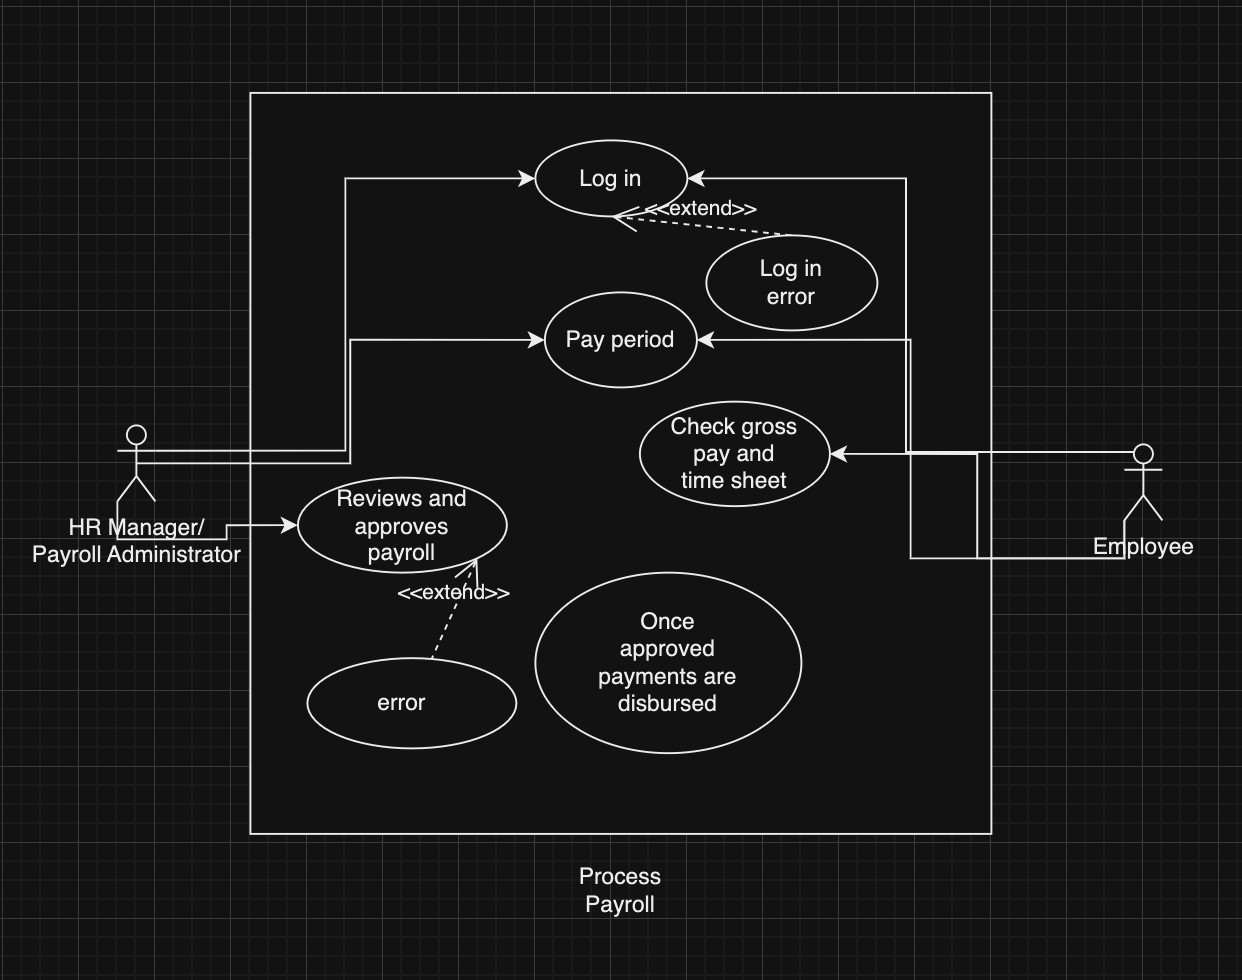 Log in
<<extend>>
Log in
error
Pay period
Check gross
pay and
time sheet
Reviews and
approves
payroll
HR Manager/
Payroll Administrator
Employee
<<extend>>
Once
approved
payments are
disbursed
error
Process
Payroll